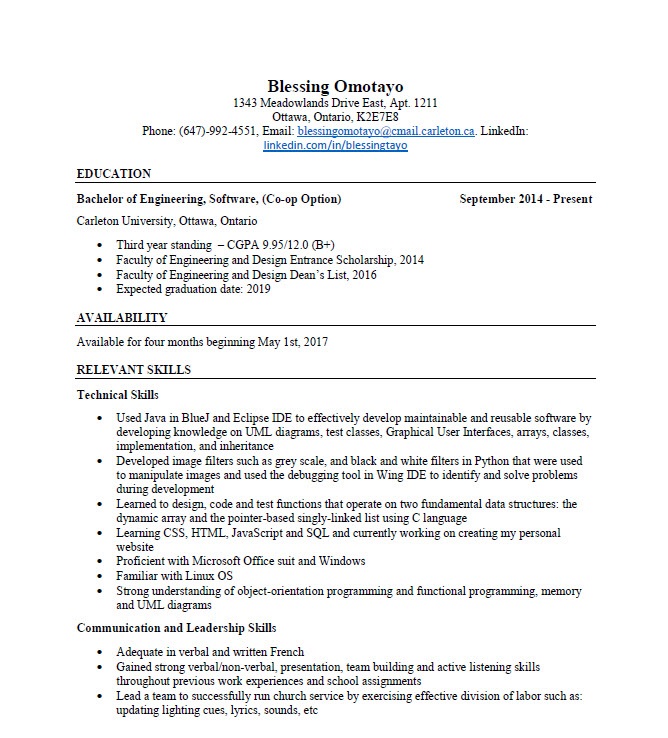 Blessing Omotayo
1343 Meadowlands Drive East, Apt. 1211
Ottawa, Ontario, K2E7E8
Phone: (647)-992-4551, Email: blessingomotayo@cmail.carleton.ca. LinkedIn:
linkedin.com/in/blessingtayo
EDUCATION
Bachelor of Engineering, Software, (Co-op Option) September 2014 - Present
Carleton University, Ottawa, Ontario
• Third year standing – CGPA 9.95/12.0 (B+)
• Faculty of Engineering and Design Entrance Scholarship, 2014
• Faculty of Engineering and Design Dean’s List, 2016
• Expected graduation date: 2019
AVAILABILITY
Available for four months beginning May 1st, 2017
RELEVANT SKILLS
Technical Skills
• Used Java in BlueJ and Eclipse IDE to effectively develop maintainable and reusable software by
developing knowledge on UML diagrams, test classes, Graphical User Interfaces, arrays, classes,
implementation, and inheritance
• Developed image filters such as grey scale, and black and white filters in Python that were used
to manipulate images and used the debugging tool in Wing IDE to identify and solve problems
during development
• Learned to design, code and test functions that operate on two fundamental data structures: the
dynamic array and the pointer-based singly-linked list using C language
• Learning CSS, HTML, JavaScript and SQL and currently working on creating my personal
website
• Proficient with Microsoft Office suit and Windows
• Familiar with Linux OS
• Strong understanding of object-orientation programming and functional programming, memory
and UML diagrams
Communication and Leadership Skills
• Adequate in verbal and written French
• Gained strong verbal/non-verbal, presentation, team building and active listening skills
throughout previous work experiences and school assignments
• Lead a team to successfully run church service by exercising effective division of labor such as:
updating lighting cues, lyrics, sounds, etc